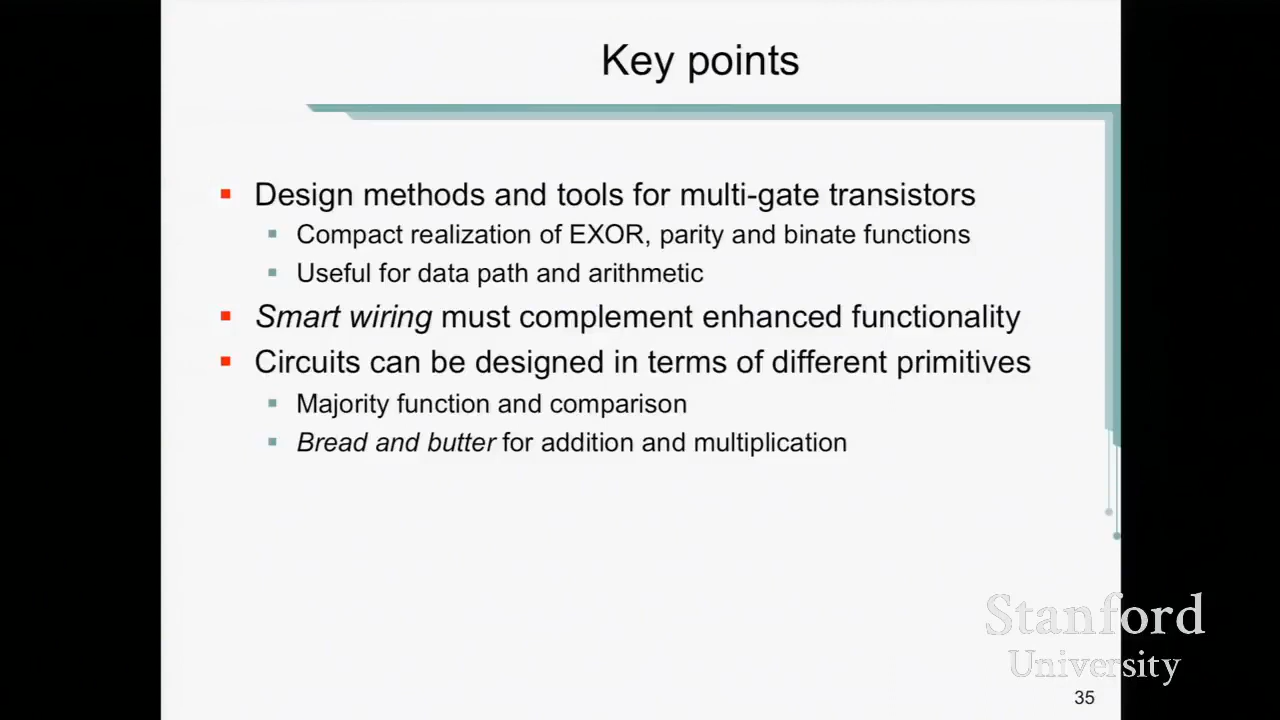 Key points
Design methods and tools for multi-gate transistors
Compact realization of EXOR, parity and binate functions
Useful for data path and arithmetic
Smart wiring must complement enhanced functionality
Circuits can be designed in terms of different primitives
Majority function and comparison
Bread and butter for addition and multiplication
Stanford
University
35